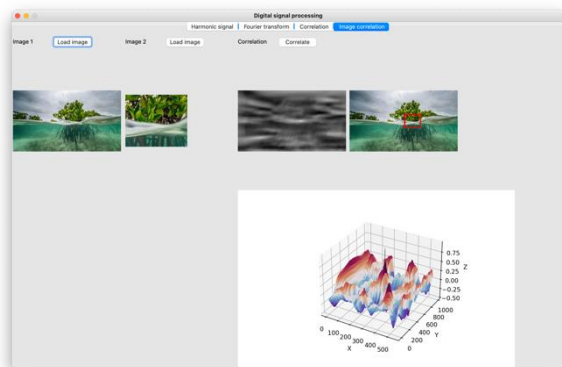 Digital signal processing
Harmonic signal Fourier transform Correlation Image correlation
Image 1 Load image Image 2 Load image Correlation Correlate
0.75
0.50
0.25
0.00
−0.25
−0.50
Z
1000
800
600
400
200
0
Y
0 100 200 300 400 500
X